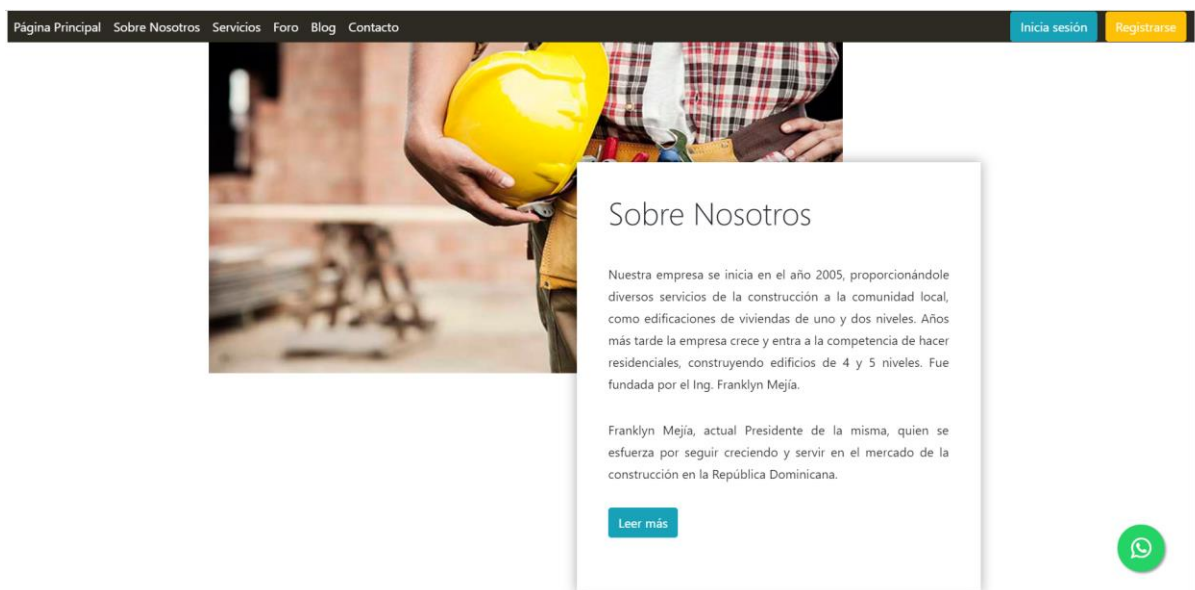 Página Principal Sobre Nosotros Servicios Foro Blog Contacto Inicia sesión Registrarse
Sobre Nosotros
Nuestra empresa se inicia en el año 2005, proporcionándole
diversos servicios de la construcción a la comunidad local,
como edificaciones de viviendas de uno y dos niveles. Años
más tarde la empresa crece y entra a la competencia de hacer
residenciales, construyendo edificios de 4 y 5 niveles. Fue
fundada por el Ing. Franklyn Mejía.
Franklyn Mejía, actual Presidente de la misma, quien se
esfuerza por seguir creciendo y servir en el mercado de la
construcción en la República Dominicana.
Leer más